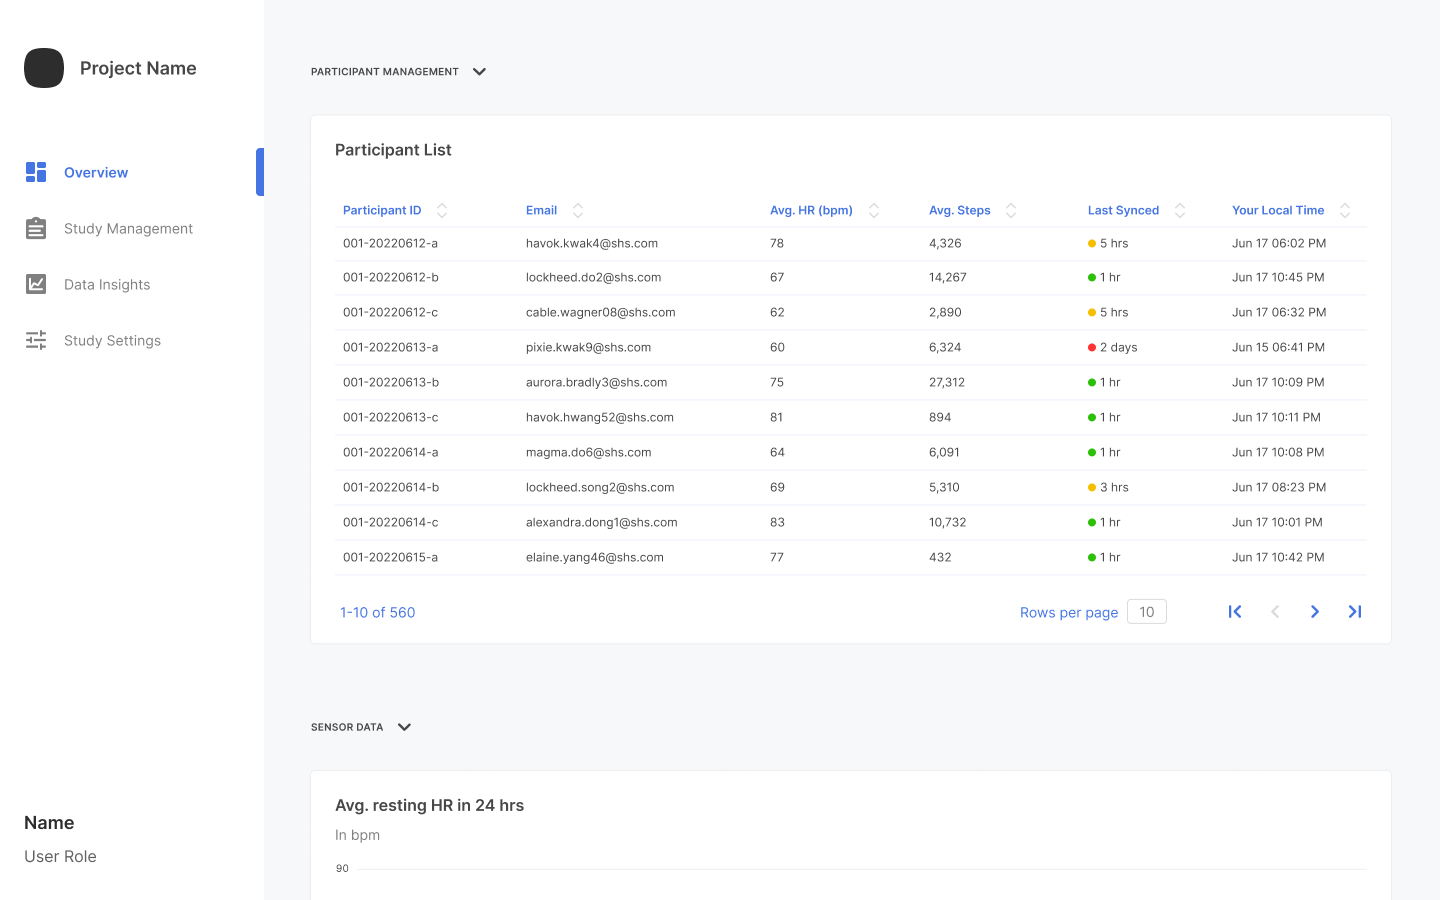 Project Name
Overview
Study Management
Data Insights
Study Settings
Name
User Role
PARTICIPANT MANAGEMENT
Participant List
Participant ID Email Avg. HR (bpm) Avg. Steps Last Synced Your Local Time
001-20220612-a havok.kwak4@shs.com 78 4,326 5 hrs Jun 17 06:02 PM
001-20220612-b lockheed.do2@shs.com 67 14,267 1 hr Jun 17 10:45 PM
001-20220612-c cable.wagner08@shs.com 62 2,890 5 hrs Jun 17 06:32 PM
001-20220613-a pixie.kwak9@shs.com 60 6,324 2 days Jun 15 06:41 PM
001-20220613-b aurora.bradly3@shs.com 75 27,312 1 hr Jun 17 10:09 PM
001-20220613-c havok.hwang52@shs.com 81 894 1 hr Jun 17 10:11 PM
001-20220614-a magma.do6@shs.com 64 6,091 1 hr Jun 17 10:08 PM
001-20220614-b lockheed.song2@shs.com 69 5,310 3 hrs Jun 17 08:23 PM
001-20220614-c alexandra.dong1@shs.com 83 10,732 1 hr Jun 17 10:01 PM
001-20220615-a elaine.yang46@shs.com 77 432 1 hr Jun 17 10:42 PM
1-10 of 560 Rows per page 10
SENSOR DATA
Avg. resting HR in 24 hrs
In bpm
90